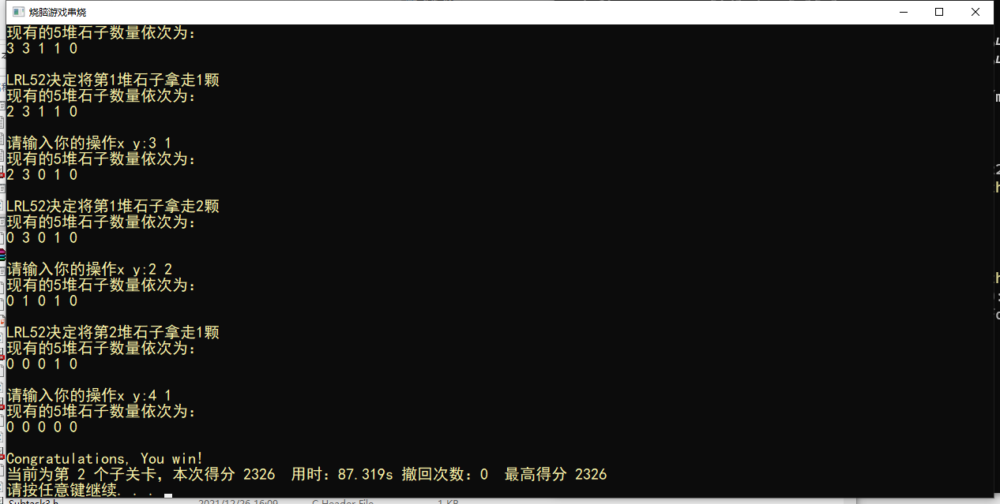 烧脑游戏串烧
现有的5堆石子数量依次为:
3 3 1 1 0
LRL52决定将第1堆石子拿走1颗
现有的5堆石子数量依次为:
2 3 1 1 0
请输入你的操作x y:3 1
现有的5堆石子数量依次为:
2 3 0 1 0
LRL52决定将第1堆石子拿走2颗
现有的5堆石子数量依次为:
0 3 0 1 0
请输入你的操作x y:2 2
现有的5堆石子数量依次为:
0 1 0 1 0
LRL52决定将第2堆石子拿走1颗
现有的5堆石子数量依次为:
0 0 0 1 0
请输入你的操作x y:4 1
现有的5堆石子数量依次为:
0 0 0 0 0
Congratulations, You win!
当前为第 2 个子关卡, 本次得分 2326  用时: 87.319s 撤回次数: 0  最高得分 2326
请按任意键继续. . .
Subtask3.h 2021/12/26 16:09 C Header File 1 KB